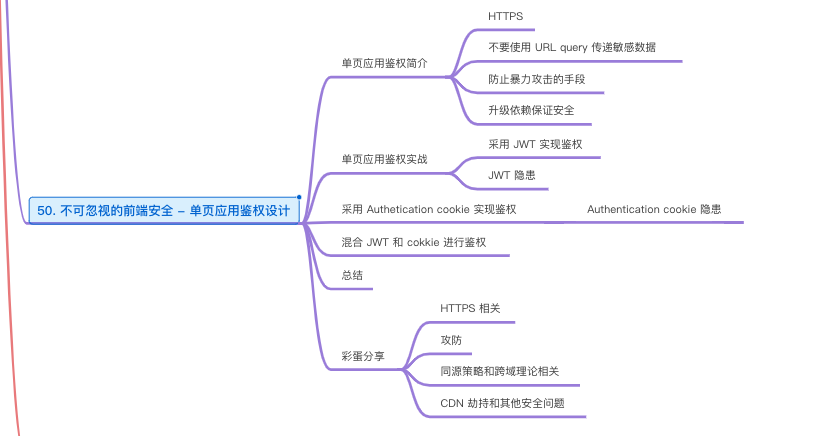 50. 不可忽视的前端安全 – 单页应用鉴权设计
单页应用鉴权简介
HTTPS
不要使用 URL query 传递敏感数据
防止暴力攻击的手段
升级依赖保证安全
单页应用鉴权实战
采用 JWT 实现鉴权
JWT 隐患
采用 Authetication cookie 实现鉴权
Authentication cookie 隐患
混合 JWT 和 cokkie 进行鉴权
总结
彩蛋分享
HTTPS 相关
攻防
同源策略和跨域理论相关
CDN 劫持和其他安全问题